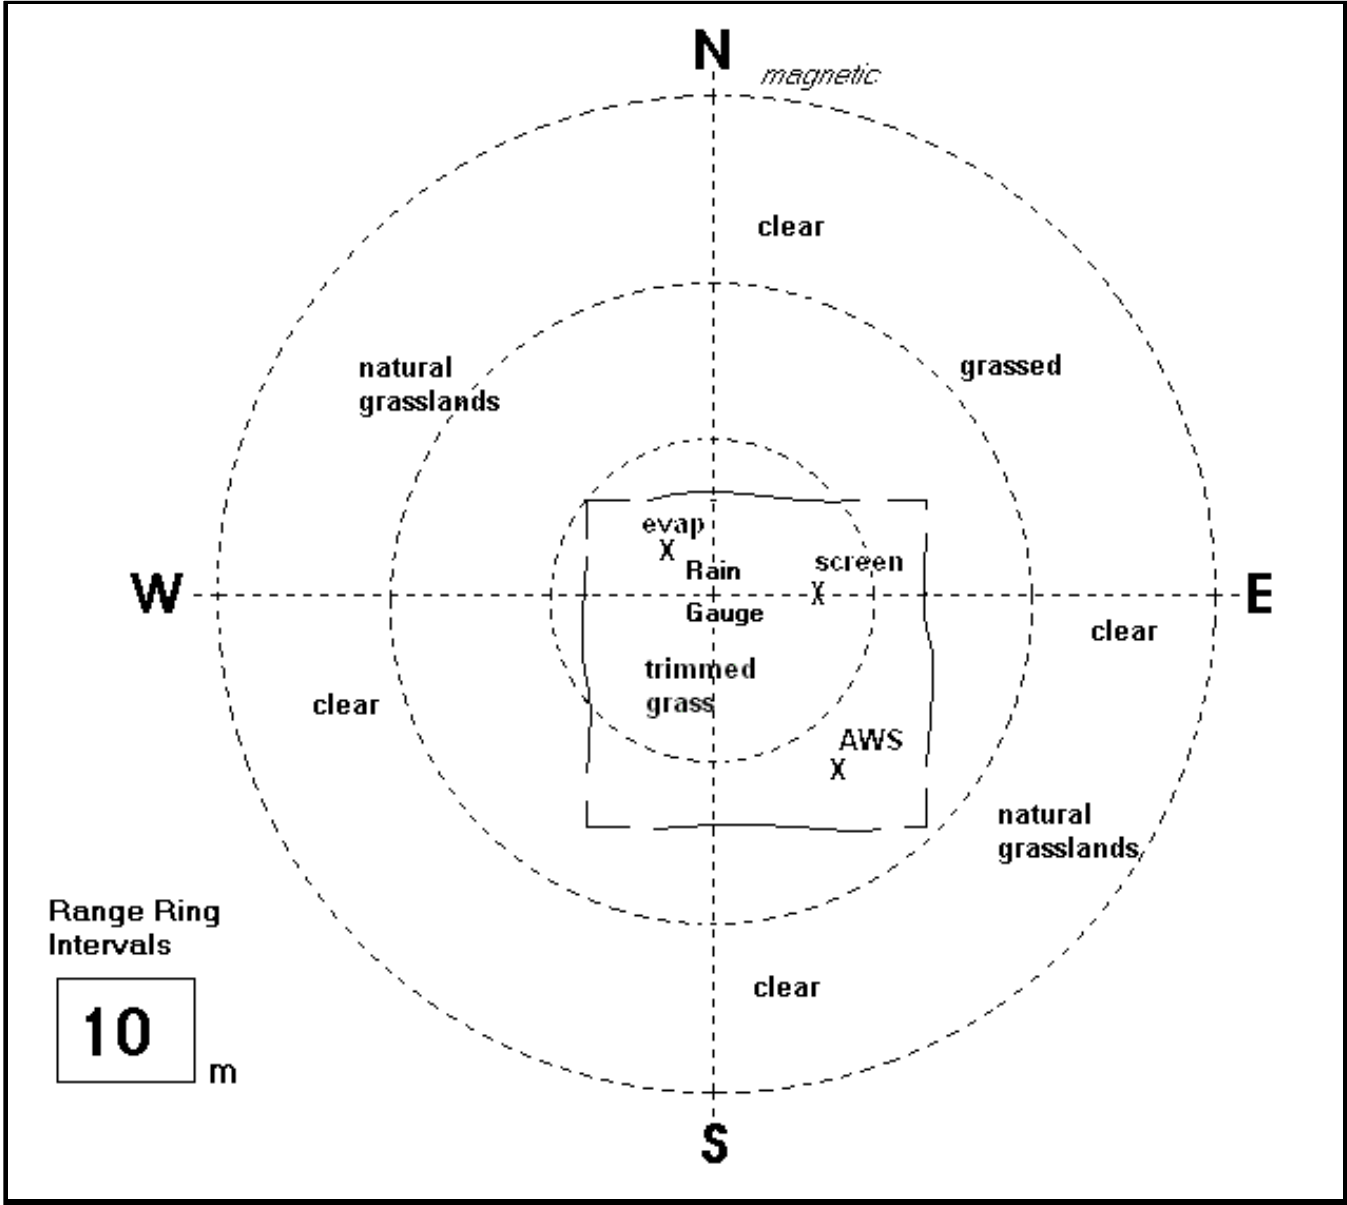 N
magnetic
clear
natural
grasslands
grassed
evap
X
Rain
Gauge
screen
X
W
E
clear
trimmed
grass
clear
AWS
X
natural
grasslands
Range Ring
Intervals
10
m
clear
S